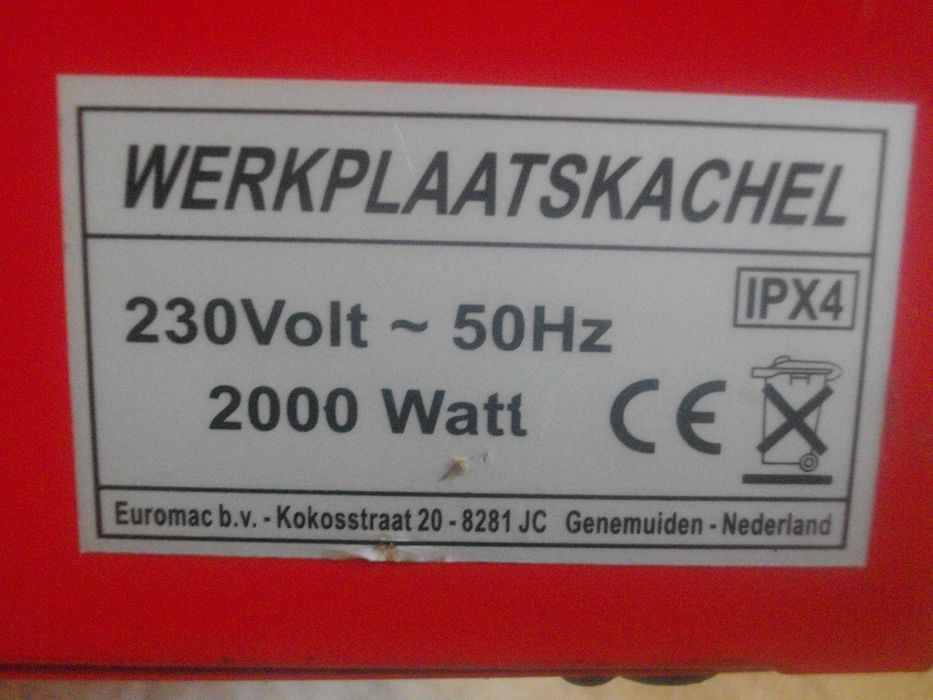 WERKPLAATSKACHEL
230Volt ~ 50Hz
IPX4
2000 Watt
CE
Euromac b.v. - Kokosstraat 20 - 8281 JC Genemuiden - Nederland